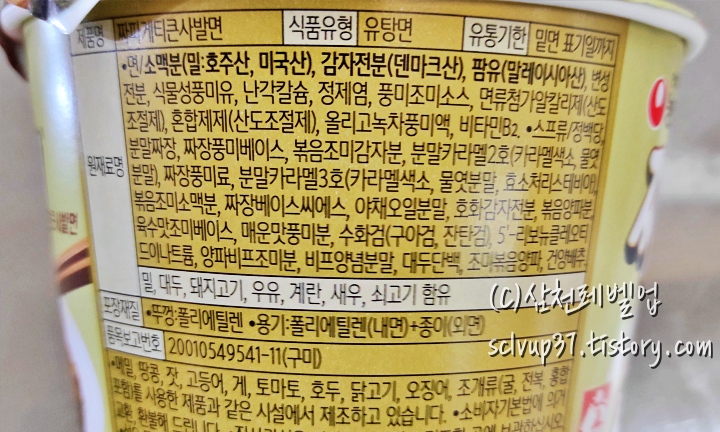 제품명 짜파게티큰사발면 식품유형 유탕면 유통기한 밑면 표기일까지
원재료명
•면/소맥분(밀:호주산, 미국산), 감자전분(덴마크산), 팜유(말레이시아산), 변성
전분, 식물성풍미유, 난각칼슘, 정제염, 풍미조미소스, 면류첨가알칼리제(산도
조절제), 혼합제제(산도조절제), 올리고녹차풍미액, 비타민B₂, •스프류/정백당,
분말짜장, 짜장풍미베이스, 볶음조미감자분, 분말카라멜2호(카라멜색소, 물엿
분말), 짜장풍미료, 분말카라멜3호(카라멜색소, 물엿분말, 효소처리스테비아),
볶음조미소맥분, 짜장베이스씨에스, 야채오일분말, 호화감자전분, 볶음양파분,
육수맛조미베이스, 매운맛풍미분, 수화검(구아검, 잔탄검), 5'-리보뉴클레오티
드이나트륨, 양파비프조미분, 비프양념분말, 대두단백, 조미볶음양파, 건양배추
밀, 대두, 돼지고기, 우유, 계란, 새우, 쇠고기 함유
포장재질 •뚜껑:폴리에틸렌 •용기:폴리에틸렌(내면)+종이(외면)
품목보고번호 20010549541-11(구미)
•메밀, 땅콩, 잣, 고등어, 게, 토마토, 호두, 닭고기, 오징어, 조개류(굴, 전복, 홍합
포함)를 사용한 제품과 같은 시설에서 제조하고 있습니다. •소비자기본법에 의거
교환, 환불해 드립니다.
사발면
농심
(C)삼천레벨업
sclvup37.tistory.com